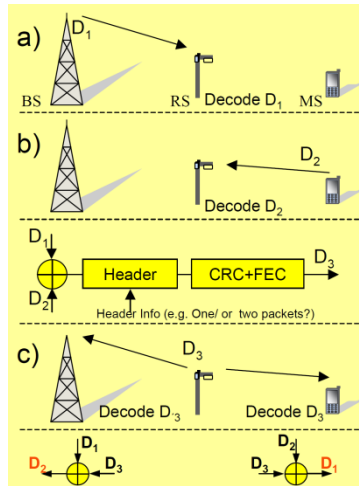 a)
D1
BS
RS
Decode D1
MS
b)
D2
Decode D2
D1
Header
CRC+FEC
D3
D2
Header Info (e.g. One/ or two packets?)
c)
D3
Decode D-3
Decode D3
D1
D2
D2
D3
D3
D1